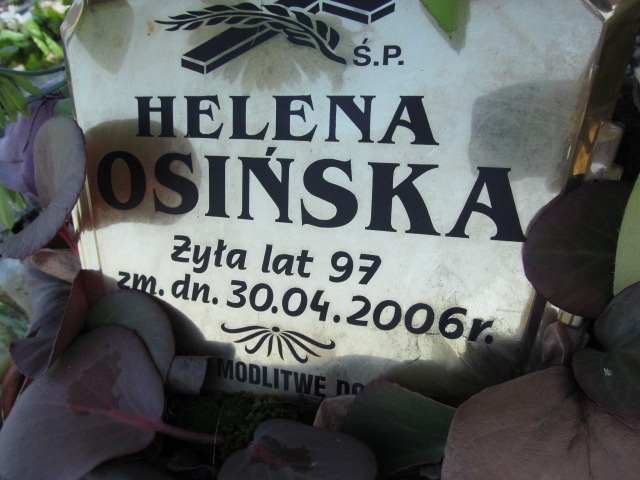 Ś.P.
HELENA
OSIŃSKA
Żyła lat 97
zm. dn. 30.04.2006r.
MODLITWE